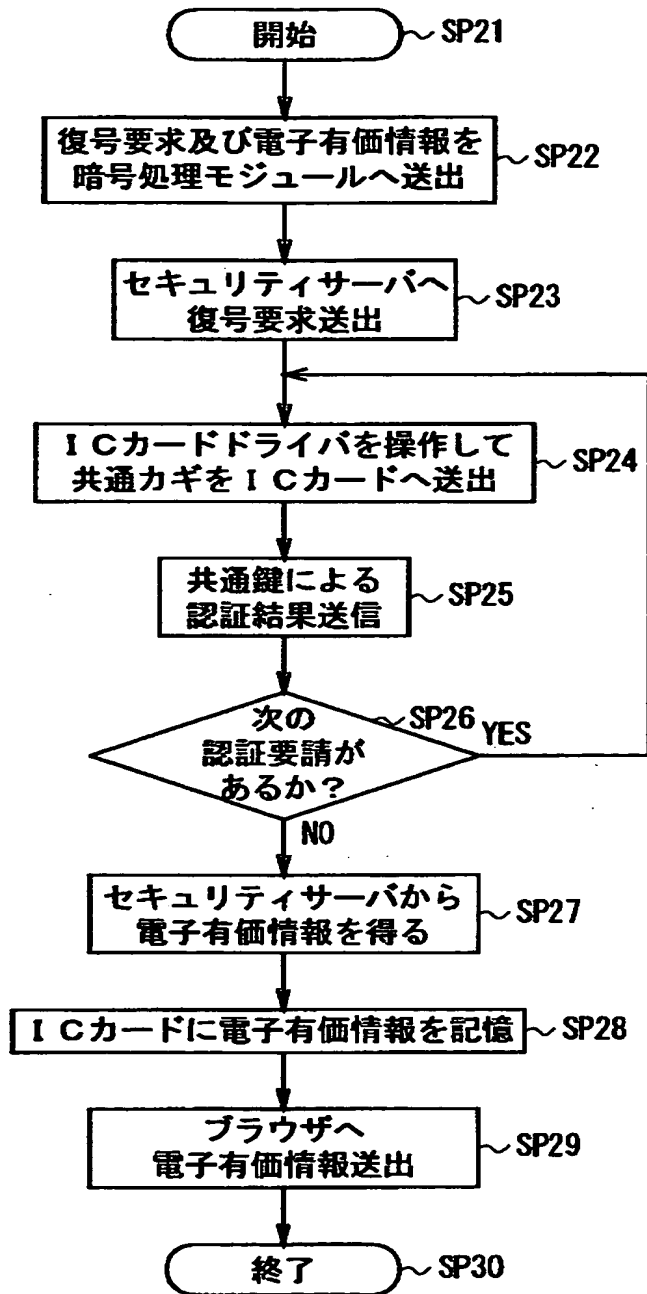 開始
SP21
復号要求及び電子有価情報を
暗号処理モジュールへ送出
SP22
セキュリティサーバへ
復号要求送出
SP23
ICカードドライバを操作して
共通カギをICカードへ送出
SP24
共通鍵による
認証結果送信
SP25
次の
認証要請が
あるか？
SP26
YES
NO
セキュリティサーバから
電子有価情報を得る
SP27
ICカードに電子有価情報を記憶
SP28
ブラウザへ
電子有価情報送出
SP29
終了
SP30